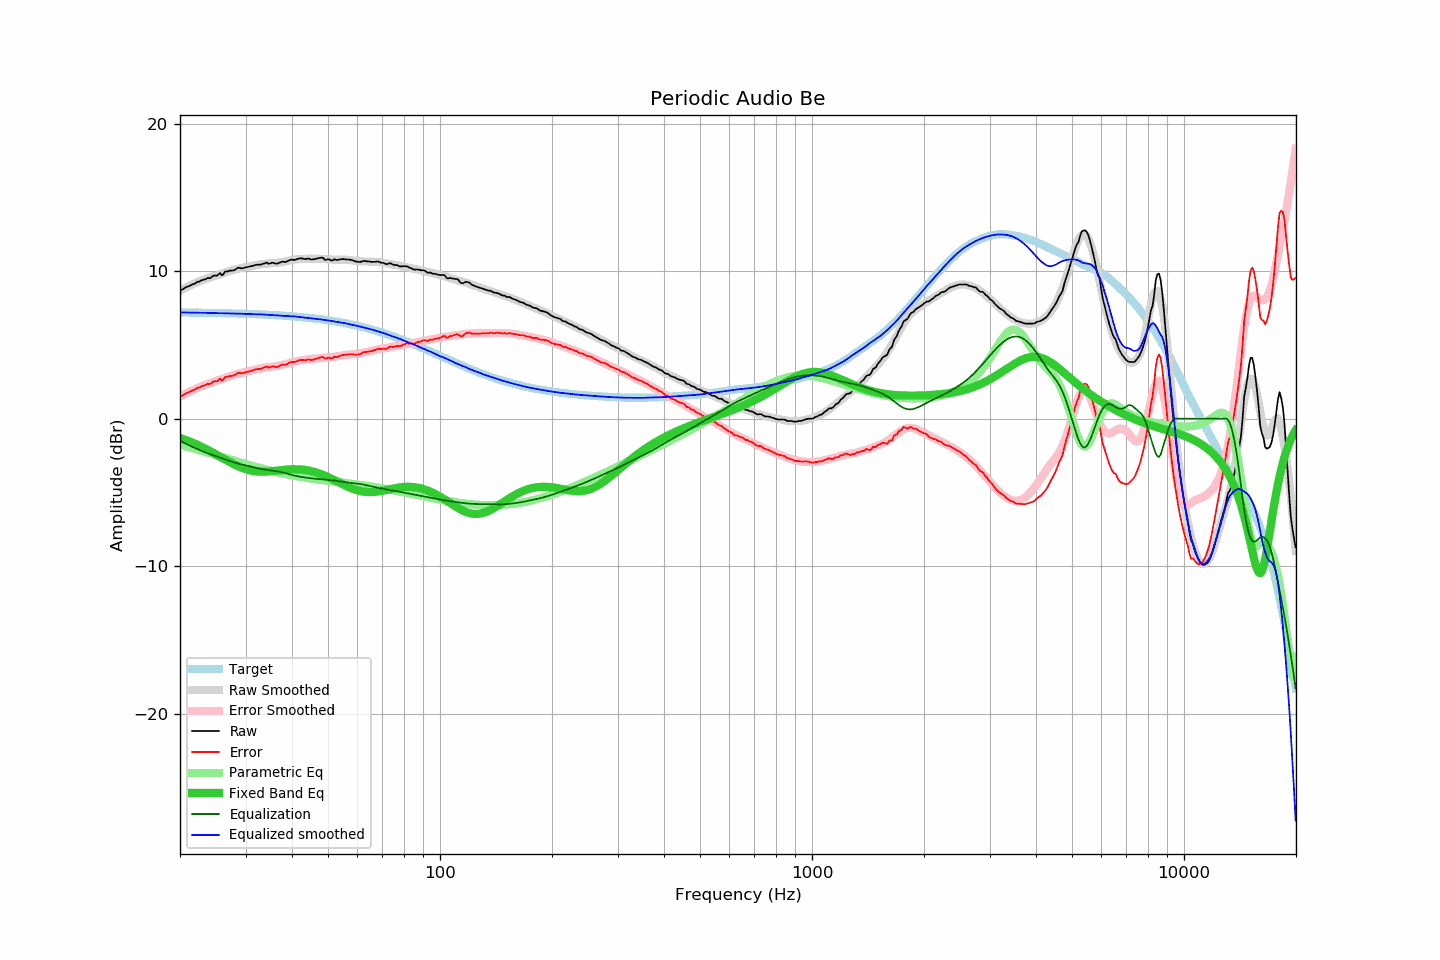 Periodic Audio Be
20
10
0
−10
−20
Amplitude (dBr)
Target
Raw Smoothed
Error Smoothed
Raw
Error
Parametric Eq
Fixed Band Eq
Equalization
Equalized smoothed
100
1000
10000
Frequency (Hz)